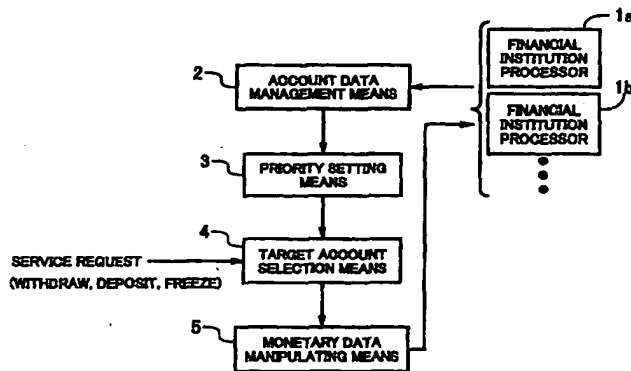 1a
FINANCIAL
INSTITUTION
PROCESSOR
1b
FINANCIAL
INSTITUTION
PROCESSOR
2
ACCOUNT DATA
MANAGEMENT MEANS
3
PRIORITY SETTING
MEANS
4
TARGET ACCOUNT
SELECTION MEANS
SERVICE REQUEST
(WITHDRAW, DEPOSIT, FREEZE)
5
MONETARY DATA
MANIPULATING MEANS